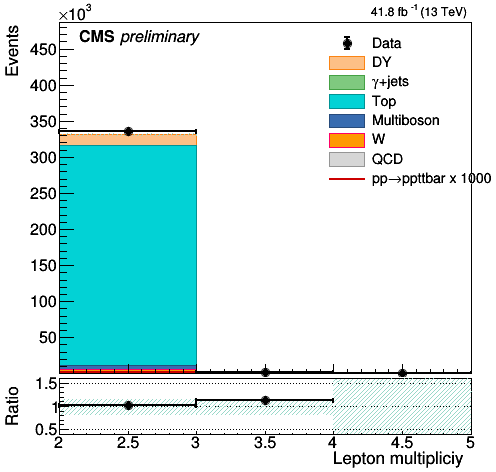 ×10³
41.8 fb ⁻¹ (13 TeV)
CMS preliminary
Events
450
400
350
300
250
200
150
100
50
Data
DY
γ+jets
Top
Multiboson
W
QCD
pp→ppttbar x 1000
Ratio
1.5
1
0.5
2 2.5 3 3.5 4 4.5 5
Lepton multipliciy